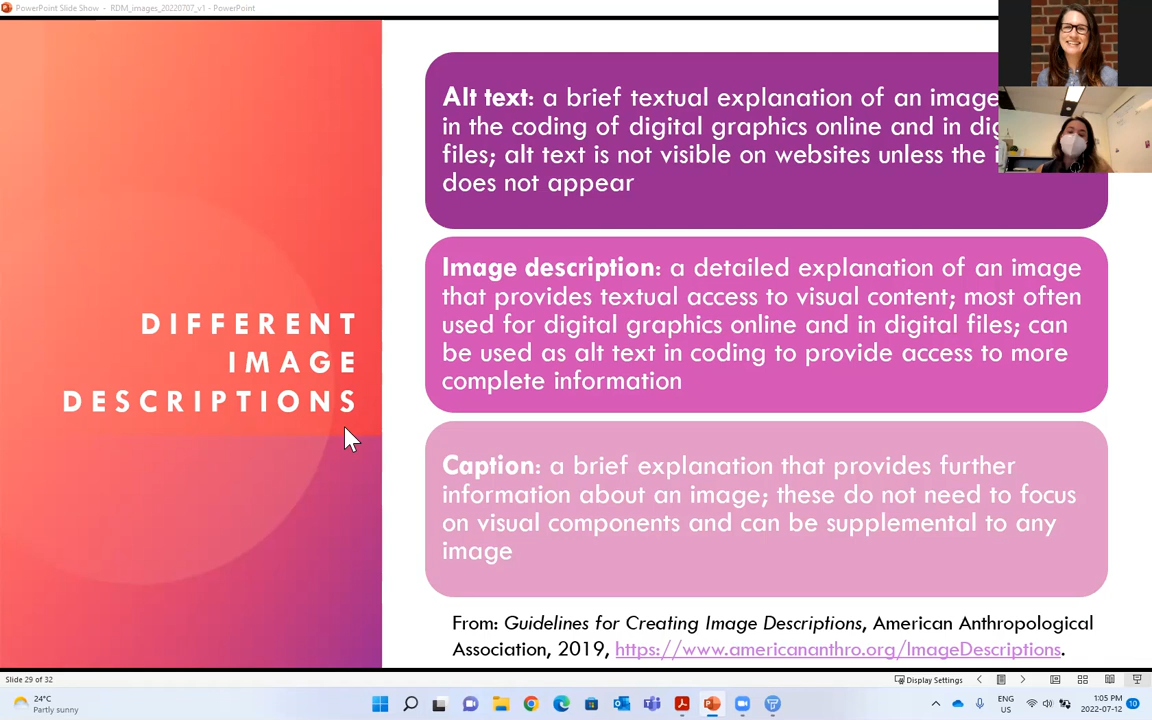 PowerPoint Slide Show - RDM_images_20220707_v1 - PowerPoint
DIFFERENT
IMAGE
DESCRIPTIONS
Alt text: a brief textual explanation of an image
in the coding of digital graphics online and in
files; alt text is not visible on websites unless the
does not appear
Image description: a detailed explanation of an image
that provides textual access to visual content; most often
used for digital graphics online and in digital files; can
be used as alt text in coding to provide access to more
complete information
Caption: a brief explanation that provides further
information about an image; these do not need to focus
on visual components and can be supplemental to any
image
From: Guidelines for Creating Image Descriptions, American Anthropological
Association, 2019, https://www.americananthro.org/ImageDescriptions.
Slide 29 of 32
Display Settings
24°C
Partly sunny
ENG
US
1:05 PM
2022-07-12
10